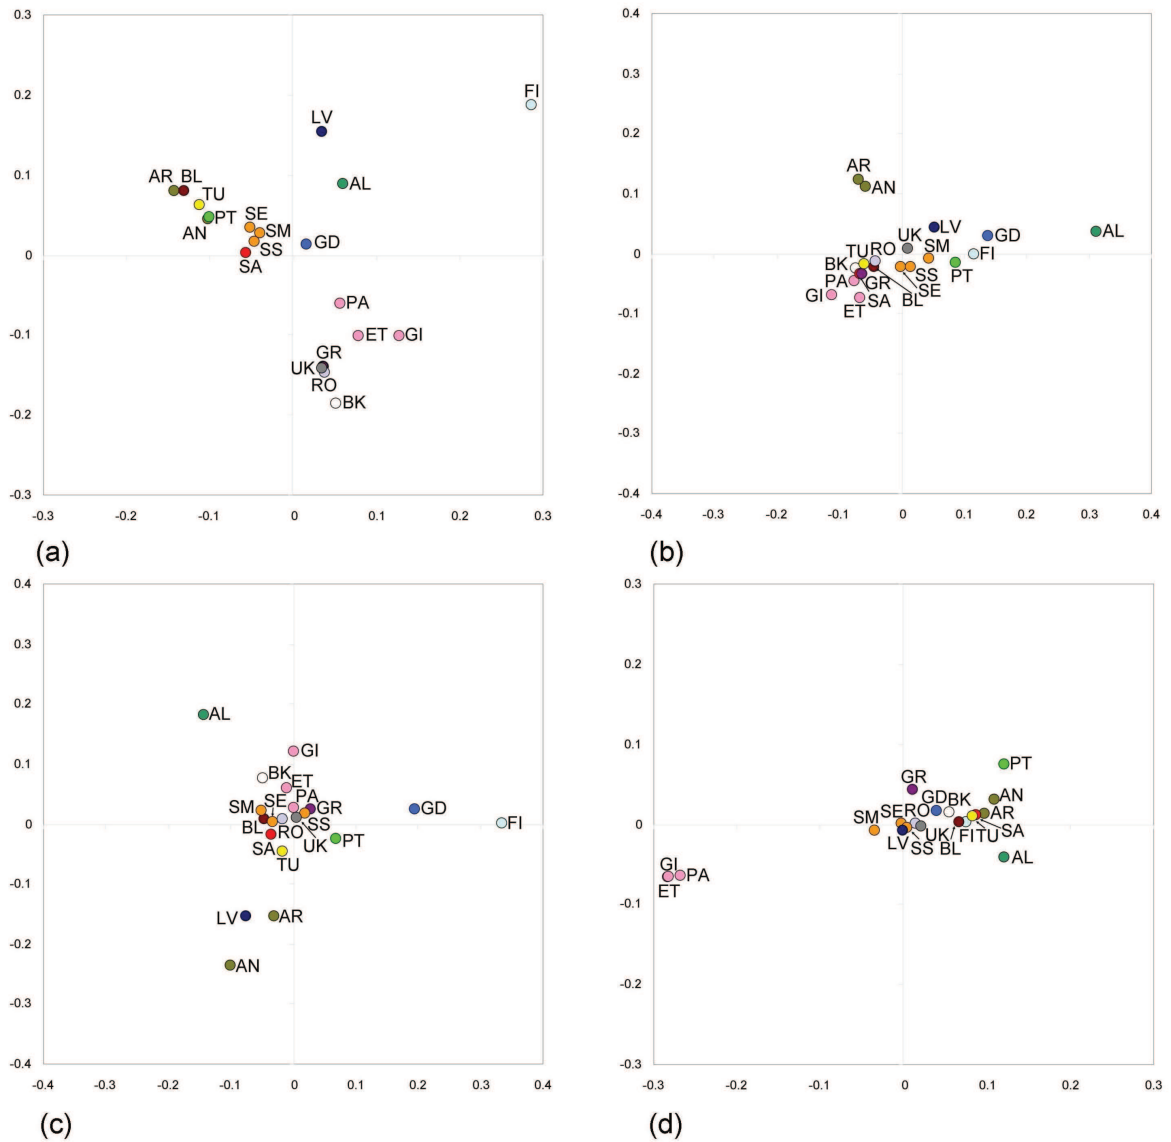 0.3
0.2
0.1
0
-0.1
-0.2
-0.3
-0.3 -0.2 -0.1 0 0.1 0.2 0.3
FI
LV
AL
AR BL
TU
PT
AN
SE
SM
SS
SA
GD
PA
ET GI
GR
UK
RO
BK
(a)
0.4
0.3
0.2
0.1
0
-0.1
-0.2
-0.3
-0.4
-0.4 -0.3 -0.2 -0.1 0 0.1 0.2 0.3 0.4
AR
AN
LV
UK
GD
AL
SM
TU RO
FI
BK
SS
PT
PA
GR
SE
GI
SA
BL
ET
(b)
0.4
0.3
0.2
0.1
0
-0.1
-0.2
-0.3
-0.4
-0.4 -0.3 -0.2 -0.1 0 0.1 0.2 0.3 0.4
AL
GI
BK
ET
PA
SM SE
GR
GD
FI
BL
RO
SS
SA
UK
PT
TU
LV
AR
AN
(c)
0.3
0.2
0.1
0
-0.1
-0.2
-0.3
-0.3 -0.2 -0.1 0 0.1 0.2 0.3
PT
GR
GD BK
AN
SM
SE RO
AR
LV
SS
UK
BL
FI TU
SA
AL
GI
PA
ET
(d)